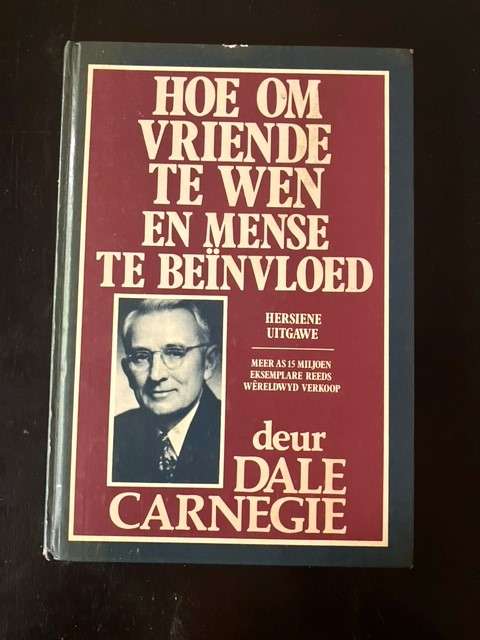 HOE OM
VRIENDE
TE WEN
EN MENSE
TE BEÏNVLOED
HERSIENE
UITGAWE
MEER AS 15 MILJOEN
EKSEMPLARE REEDS
WÊRELDWYD VERKOOP
deur
DALE
CARNEGIE